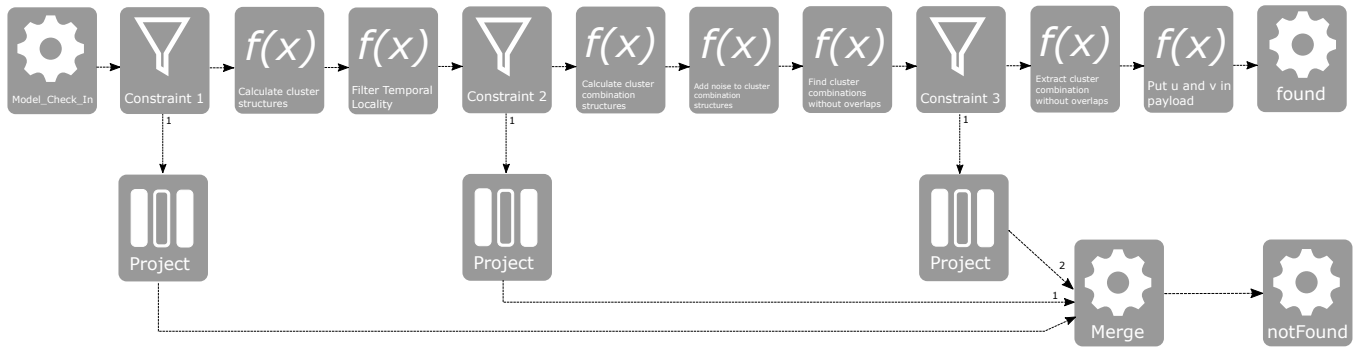 Model_Check_In
Constraint 1
f(x)
Calculate cluster
structures
f(x)
Filter Temporal
Locality
Constraint 2
f(x)
Calculate cluster
combination
structures
f(x)
Add noise to cluster
combination
structures
f(x)
Find cluster
combinations
without overlaps
Constraint 3
f(x)
Extract cluster
combination
without overlaps
f(x)
Put u and v in
payload
found
1
1
1
Project
Project
Project
2
1
Merge
notFound